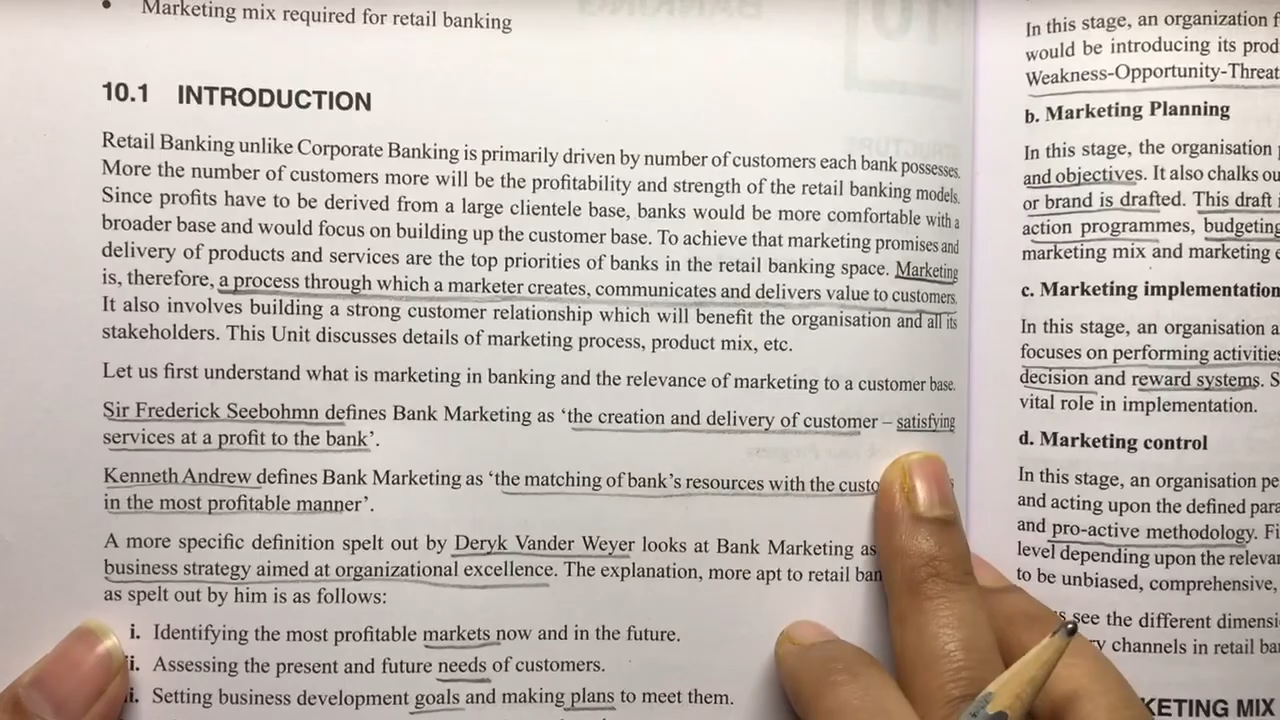 • Marketing mix required for retail banking
10.1 INTRODUCTION
Retail Banking unlike Corporate Banking is primarily driven by number of customers each bank possesses.
More the number of customers more will be the profitability and strength of the retail banking models.
Since profits have to be derived from a large clientele base, banks would be more comfortable with a
broader base and would focus on building up the customer base. To achieve that marketing promises and
delivery of products and services are the top priorities of banks in the retail banking space. Marketing
is, therefore, a process through which a marketer creates, communicates and delivers value to customers.
It also involves building a strong customer relationship which will benefit the organisation and all its
stakeholders. This Unit discusses details of marketing process, product mix, etc.
Let us first understand what is marketing in banking and the relevance of marketing to a customer base.
Sir Frederick Seebohmn defines Bank Marketing as ‘the creation and delivery of customer – satisfying
services at a profit to the bank’.
Kenneth Andrew defines Bank Marketing as ‘the matching of bank’s resources with the
in the most profitable manner’.
A more specific definition spelt out by Deryk Vander Weyer looks at Bank Marketing as
business strategy aimed at organizational excellence. The explanation, more apt to retail
as spelt out by him is as follows:
i. Identifying the most profitable markets now and in the future.
ii. Assessing the present and future needs of customers.
Setting business development goals and making plans to meet them.
In this stage, an organization
would be introducing its
Weakness-Opportunity-Threat
b. Marketing Planning
In this stage, the organisation
and objectives. It also chalks
or brand is drafted. This draft
action programmes, budgeting
marketing mix and marketing
c. Marketing implementation
In this stage, an organisation
focuses on performing activities
decision and reward systems.
vital role in implementation.
d. Marketing control
In this stage, an organisation
and acting upon the defined
and pro-active methodology.
level depending upon the
to be unbiased, comprehensive,
see the different
channels in retail
MIX